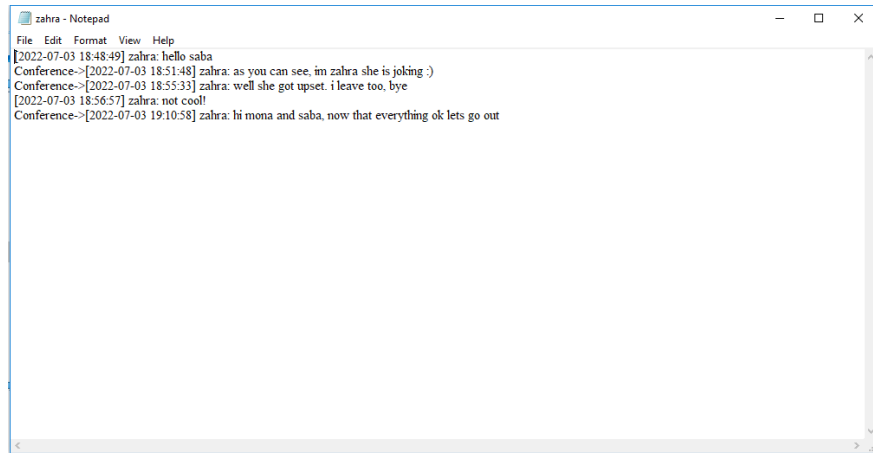 zahra - Notepad
File Edit Format View Help
[2022-07-03 18:48:49] zahra: hello saba
Conference->[2022-07-03 18:51:48] zahra: as you can see, im zahra she is joking :)
Conference->[2022-07-03 18:55:33] zahra: well she got upset. i leave too, bye
[2022-07-03 18:56:57] zahra: not cool!
Conference->[2022-07-03 19:10:58] zahra: hi mona and saba, now that everything ok lets go out